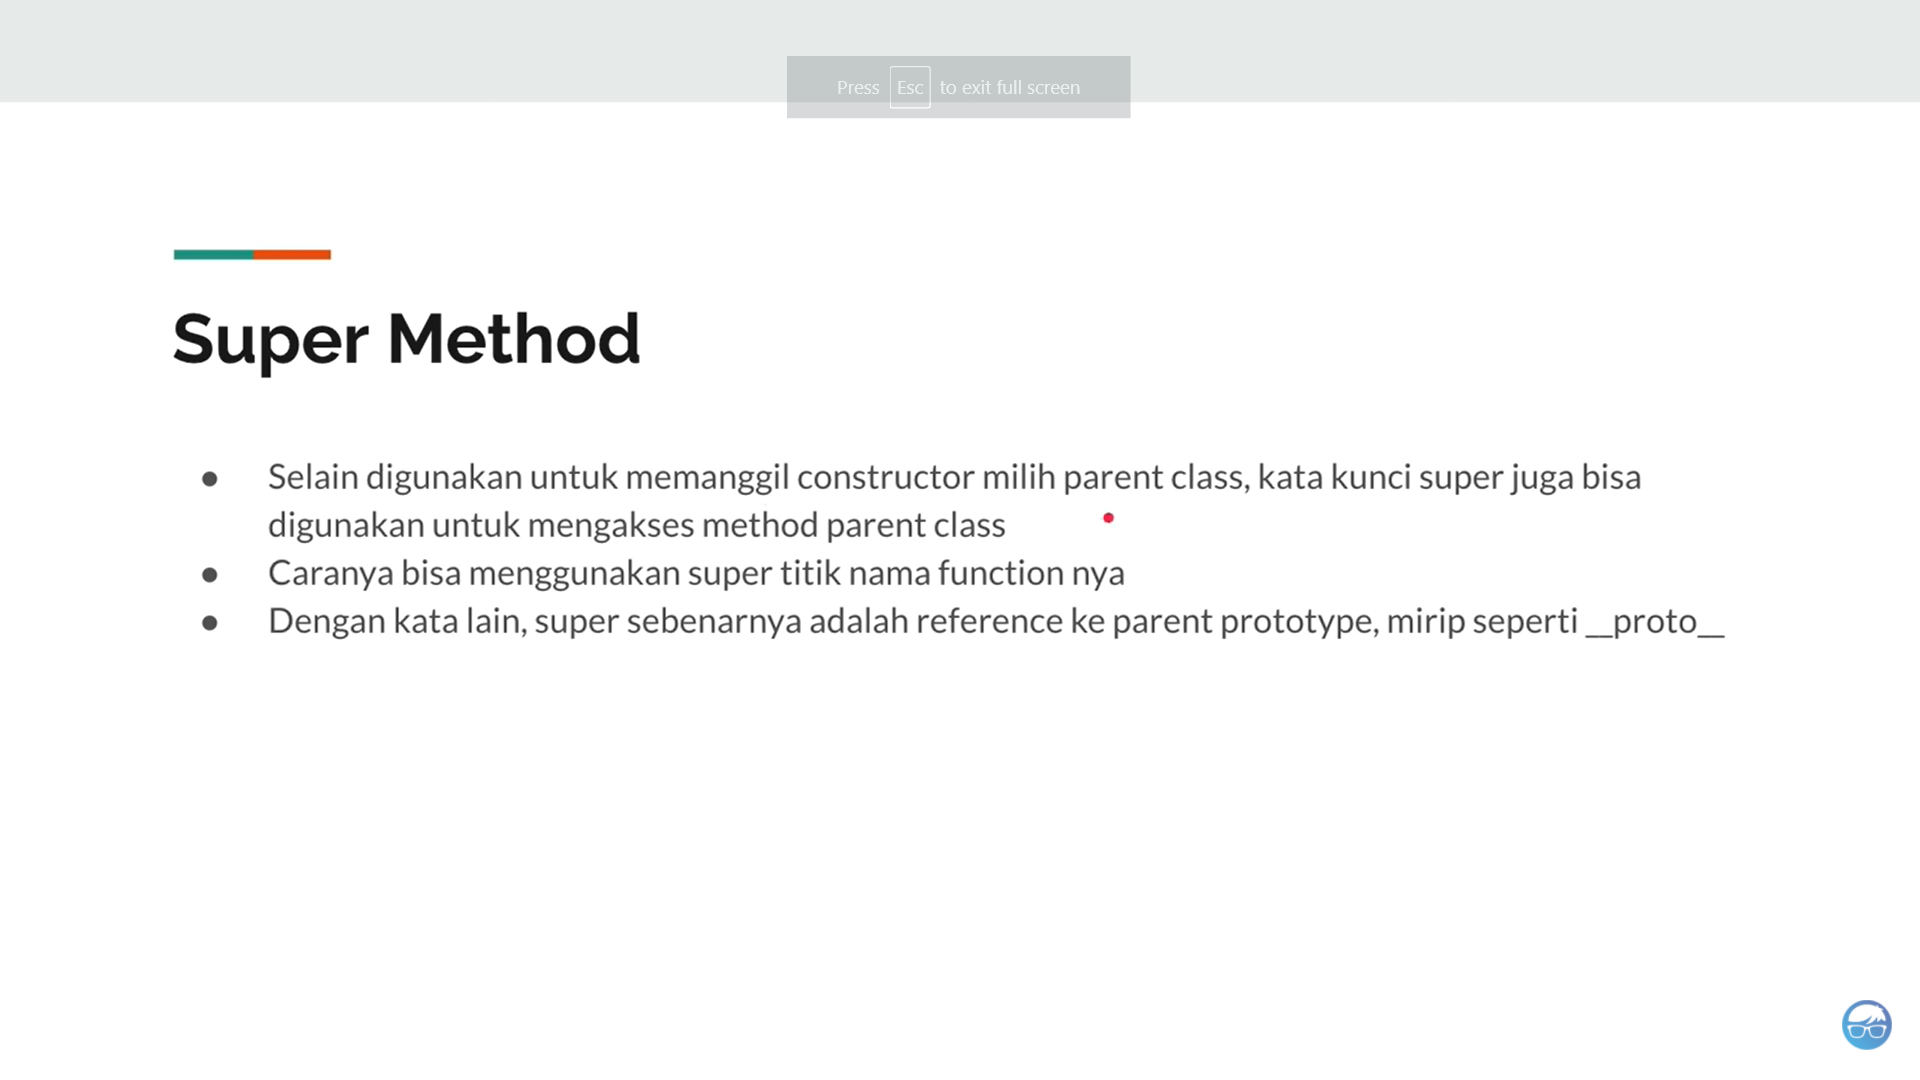 Press Esc to exit full screen
Super Method
● Selain digunakan untuk memanggil constructor milih parent class, kata kunci super juga bisa
digunakan untuk mengakses method parent class
● Caranya bisa menggunakan super titik nama function nya
● Dengan kata lain, super sebenarnya adalah reference ke parent prototype, mirip seperti __proto__